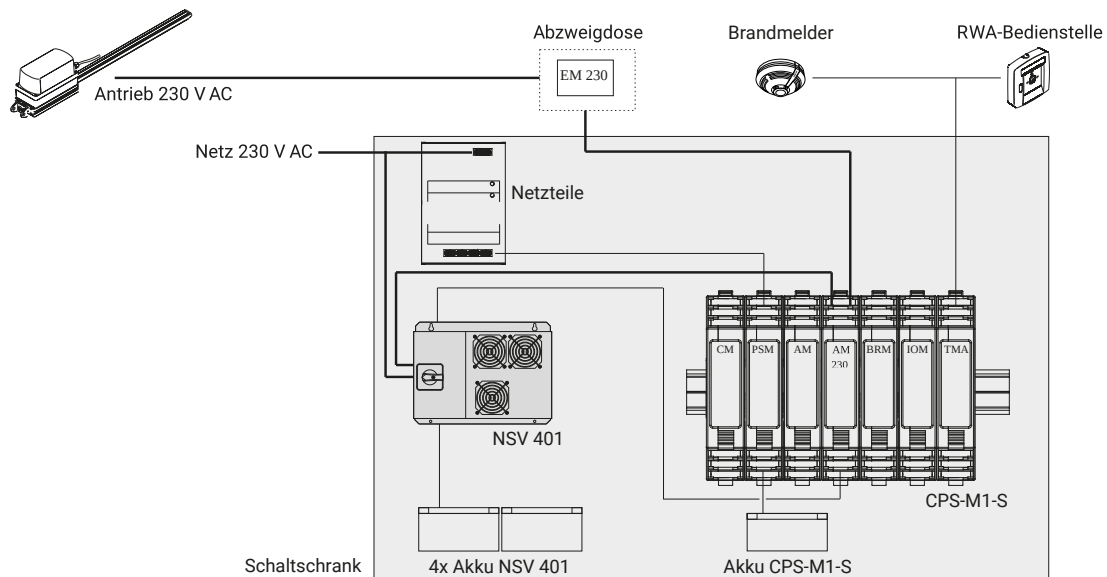 Abzweigdose
Brandmelder
RWA-Bedienstelle
EM 230
Antrieb 230 V AC
Netz 230 V AC
Netzteile
CM
PSM
AM
AM
230
BRM
IOM
TMA
NSV 401
CPS-M1-S
Schaltschrank
4x Akku NSV 401
Akku CPS-M1-S